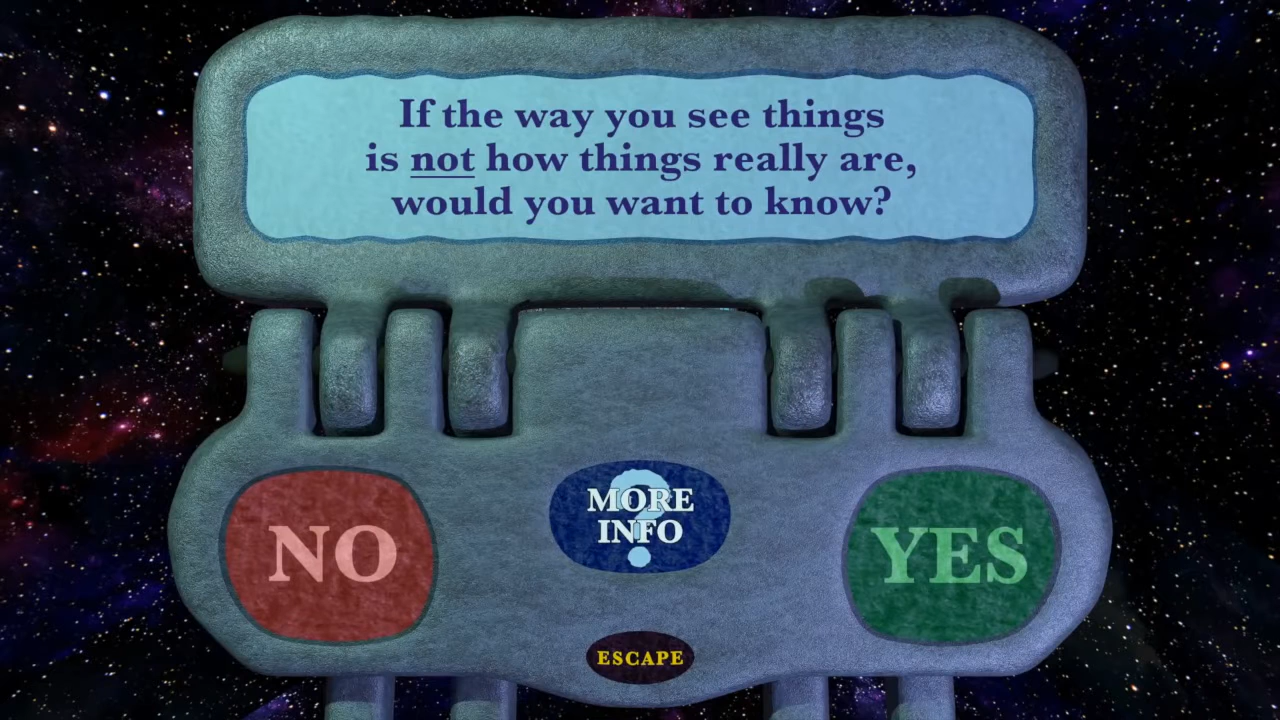 If the way you see things
is not how things really are,
would you want to know?
NO
MORE
INFO
YES
ESCAPE